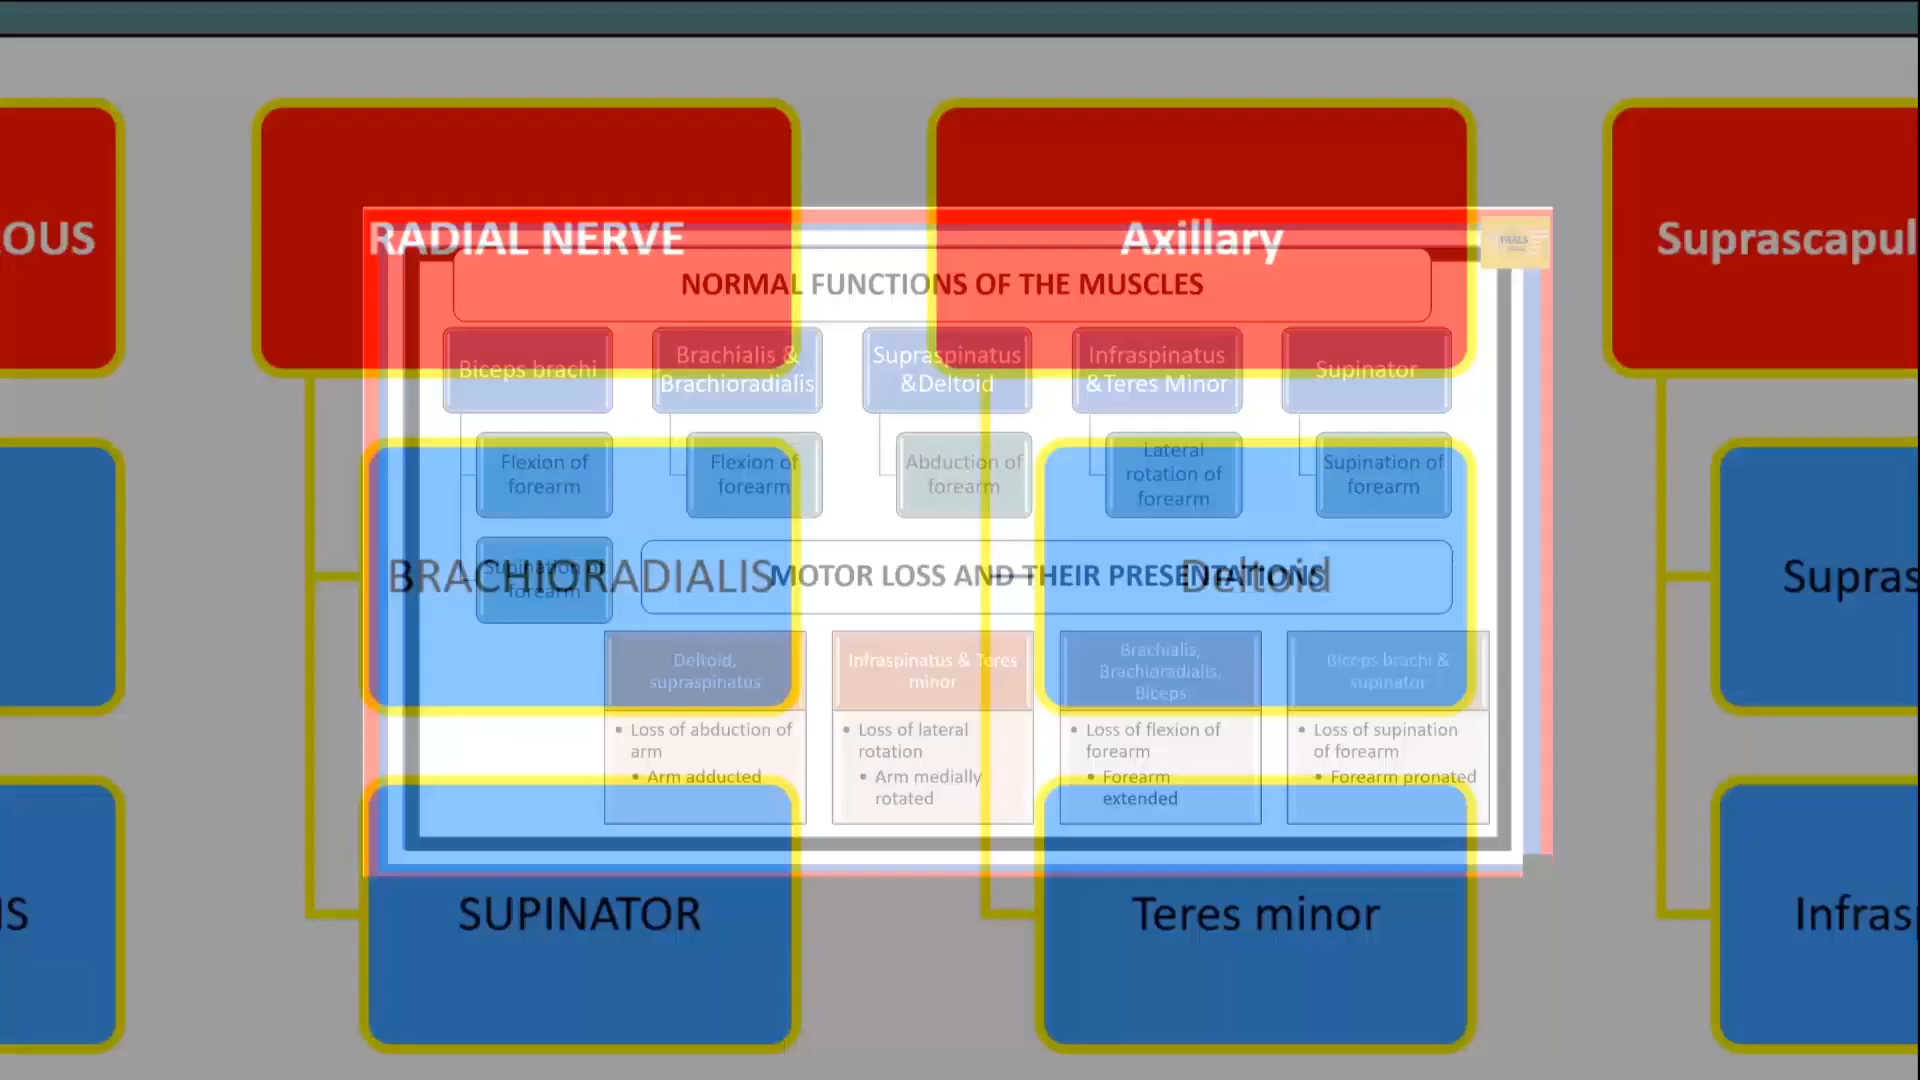 OUS
RADIAL NERVE
Axillary
Suprascapul
NORMAL FUNCTIONS OF THE MUSCLES
Biceps brachi
Brachialis &
Brachioradialis
Supraspinatus
&Deltoid
Infraspinatus
&Teres Minor
Supinator
Flexion of
forearm
Flexion of
forearm
Abduction of
forearm
Lateral
rotation of
forearm
Supination of
forearm
Supination of
forearm
BRACHIORADIALIS
MOTOR LOSS AND THEIR PRESENTATIONS
Deltoid
Supras
Deltoid,
supraspinatus
Infraspinatus & Teres
minor
Brachialis,
Brachioradialis,
Biceps
Biceps brachi &
supinator
• Loss of abduction of
arm
• Arm adducted
• Loss of lateral
rotation
• Arm medially
rotated
• Loss of flexion of
forearm
• Forearm
extended
• Loss of supination
of forearm
• Forearm pronated
IS
SUPINATOR
Teres minor
Infras